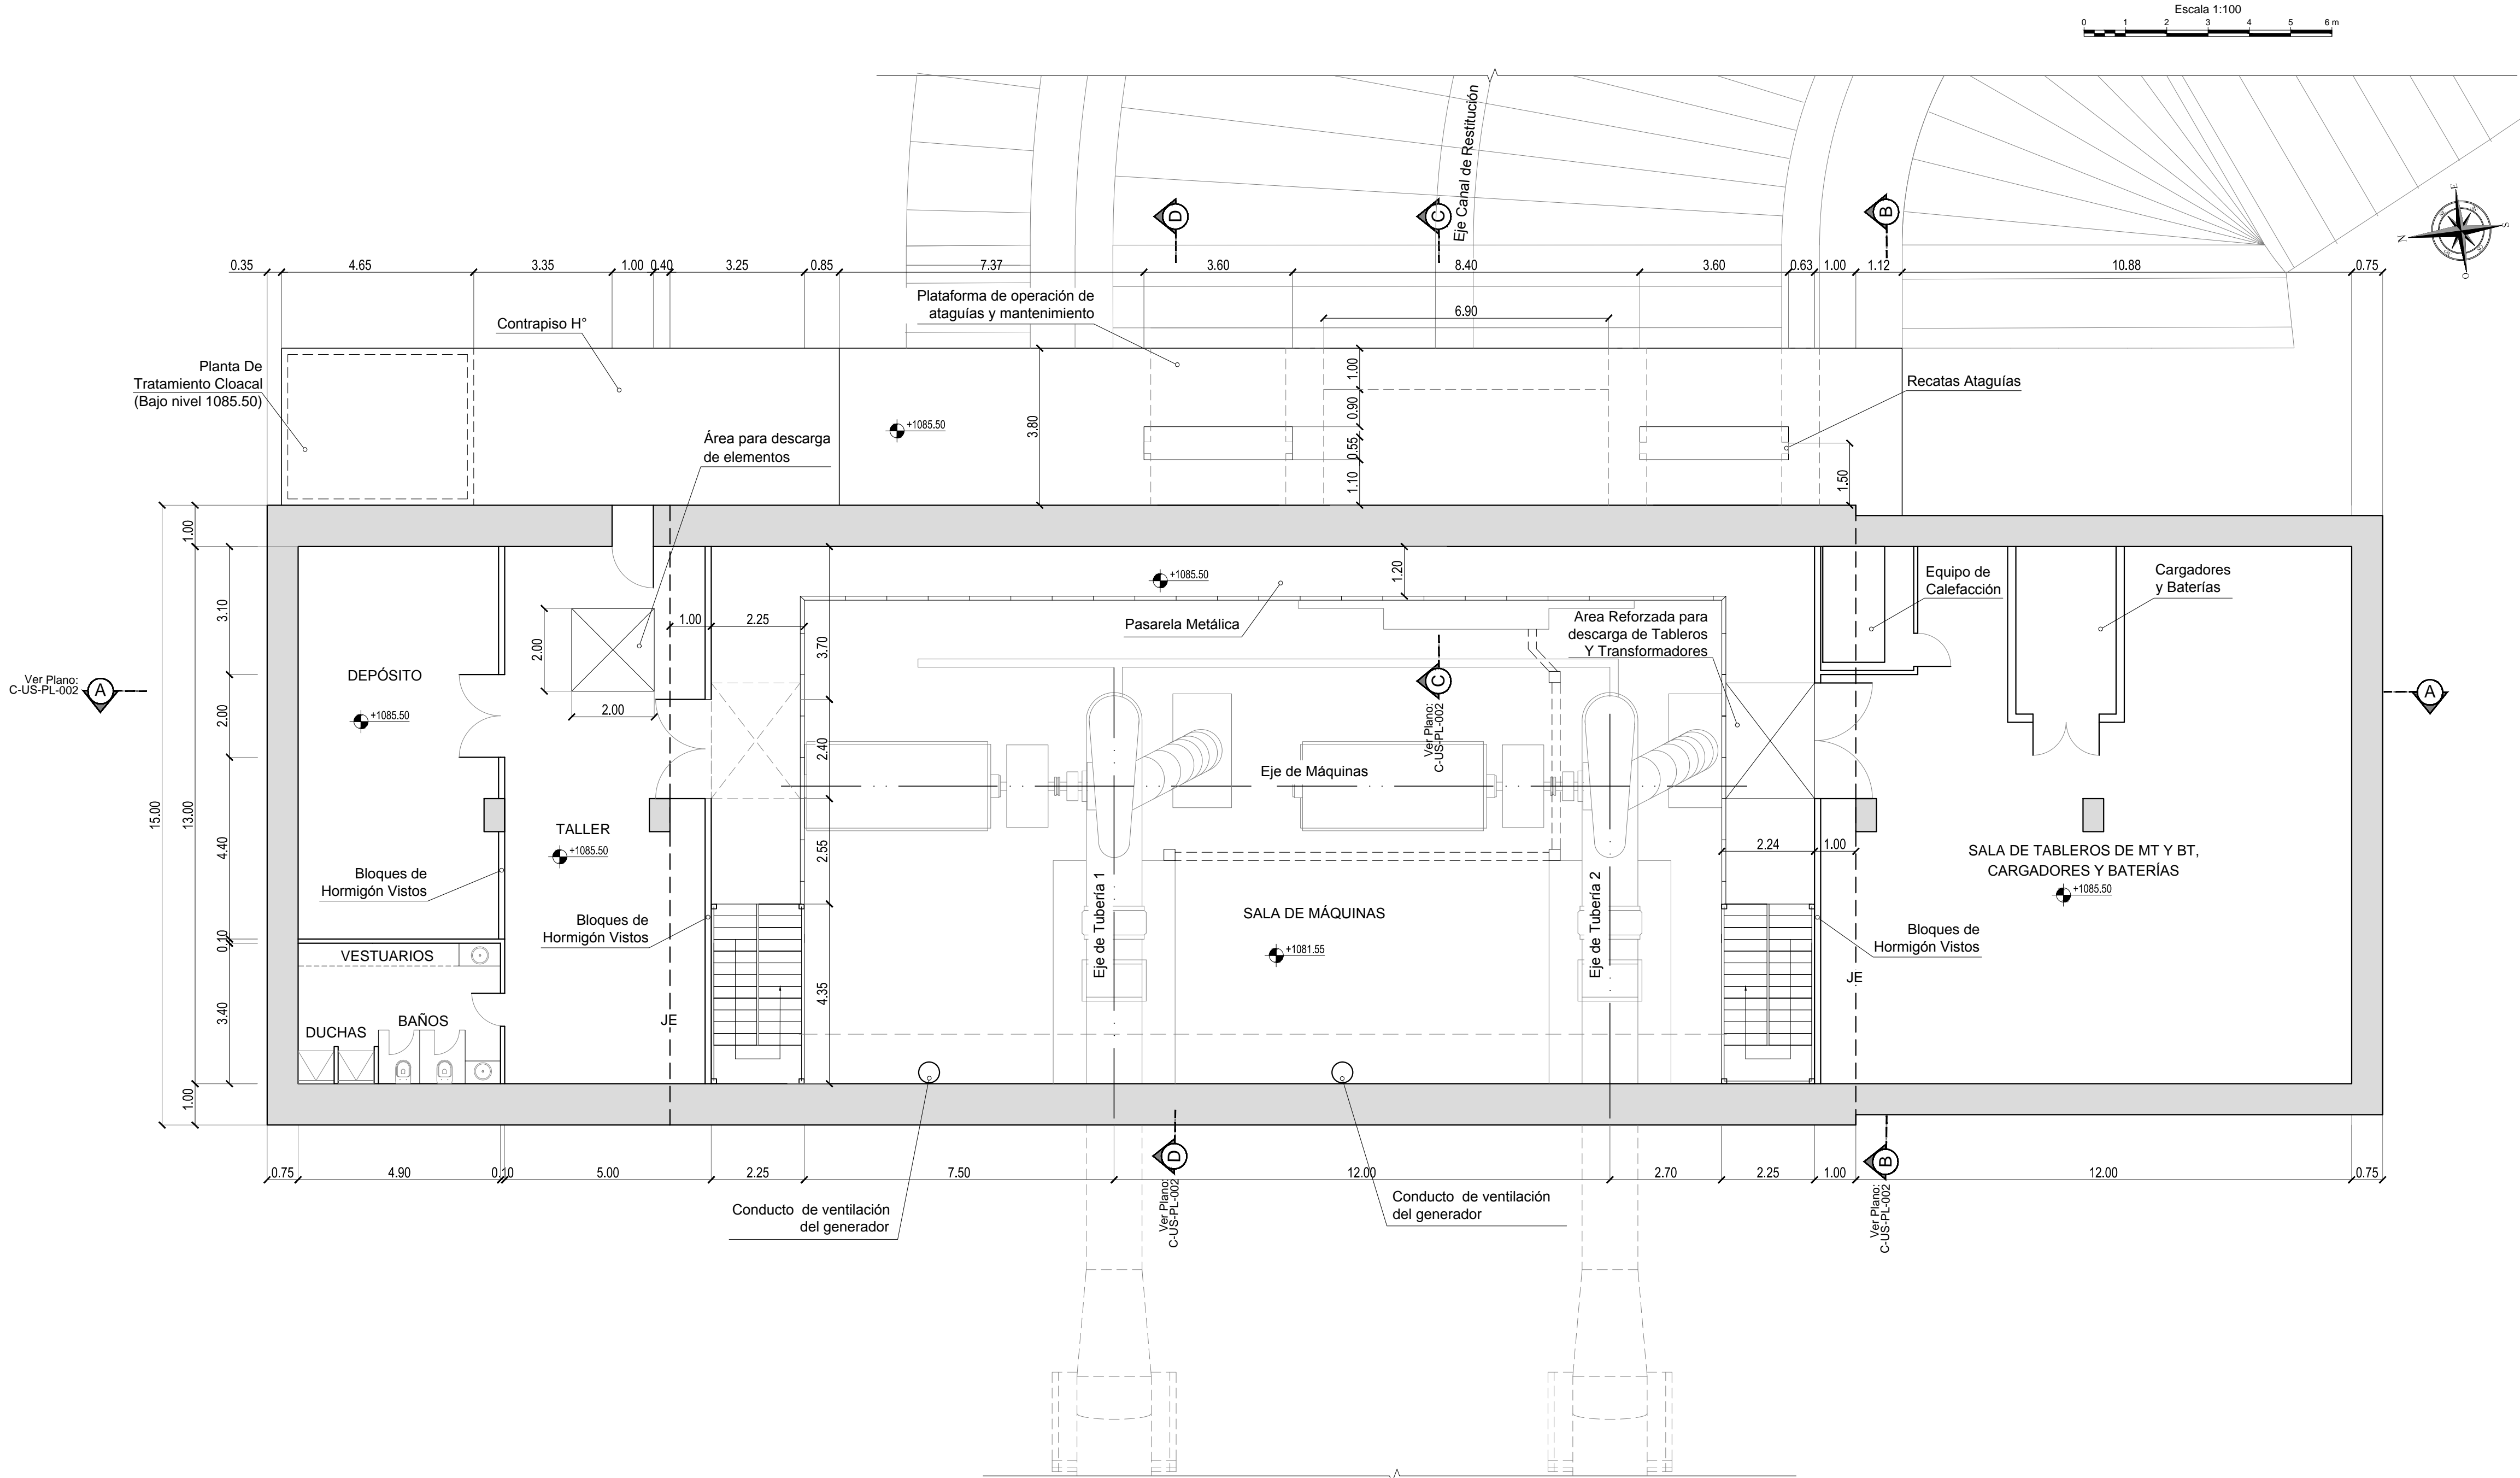 Escala 1:100
0 1 2 3 4 5 6 m
Eje Canal de Restitución
D
C
B
E
N
S
O
0.35 4.65 3.35 1.00 0.40 3.25 0.85 7.37 3.60 8.40 3.60 0.63 1.00 1.12 10.88 0.75
Plataforma de operación de
ataguías y mantenimiento
6.90
Contrapiso H°
Planta De
Tratamiento Cloacal
(Bajo nivel 1085.50)
1.00
0.90
0.55
1.10
3.80
Recatas Ataguías
+1085.50
Área para descarga
de elementos
1.50
15.00
1.00
13.00
1.00
3.10
2.00
4.40
0.10
3.40
+1085.50
1.20
Equipo de
Calefacción
Cargadores
y Baterías
1.00 2.25
Pasarela Metálica
Area Reforzada para
descarga de Tableros
Y Transformadores
2.00
2.00
3.70
2.40
2.55
4.35
DEPÓSITO
+1085.50
Ver Plano:
C-US-PL-002
A
C
Ver Plano:
C-US-PL-002
A
Eje de Máquinas
TALLER
+1085.50
2.24 1.00
SALA DE TABLEROS DE MT Y BT,
CARGADORES Y BATERÍAS
+1085.50
Bloques de
Hormigón Vistos
Eje de Tubería 1
Eje de Tubería 2
SALA DE MÁQUINAS
+1081.55
Bloques de
Hormigón Vistos
Bloques de
Hormigón Vistos
VESTUARIOS
JE
JE
DUCHAS
BAÑOS
D
B
0.75 4.90 0.10 5.00 2.25 7.50 12.00 2.70 2.25 1.00 12.00 0.75
Ver Plano:
C-US-PL-002
Ver Plano:
C-US-PL-002
Conducto de ventilación
del generador
Conducto de ventilación
del generador